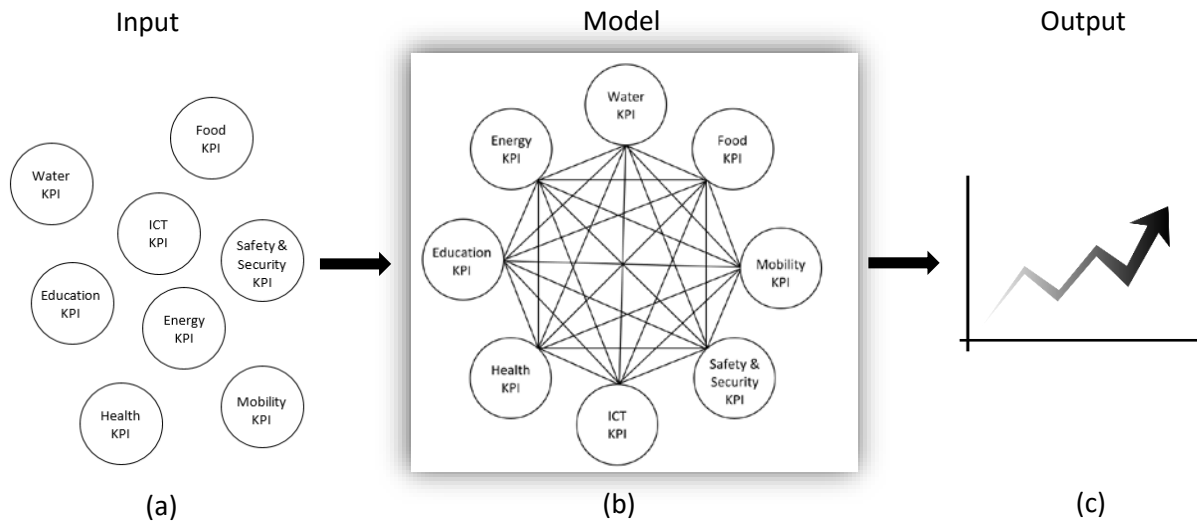 Input
Model
Output
Food
KPI
Water
KPI
ICT
KPI
Safety &
Security
KPI
Education
KPI
Energy
KPI
Health
KPI
Mobility
KPI
Water
KPI
Energy
KPI
Food
KPI
Education
KPI
Mobility
KPI
Health
KPI
Safety &
Security
KPI
ICT
KPI
(a)
(b)
(c)